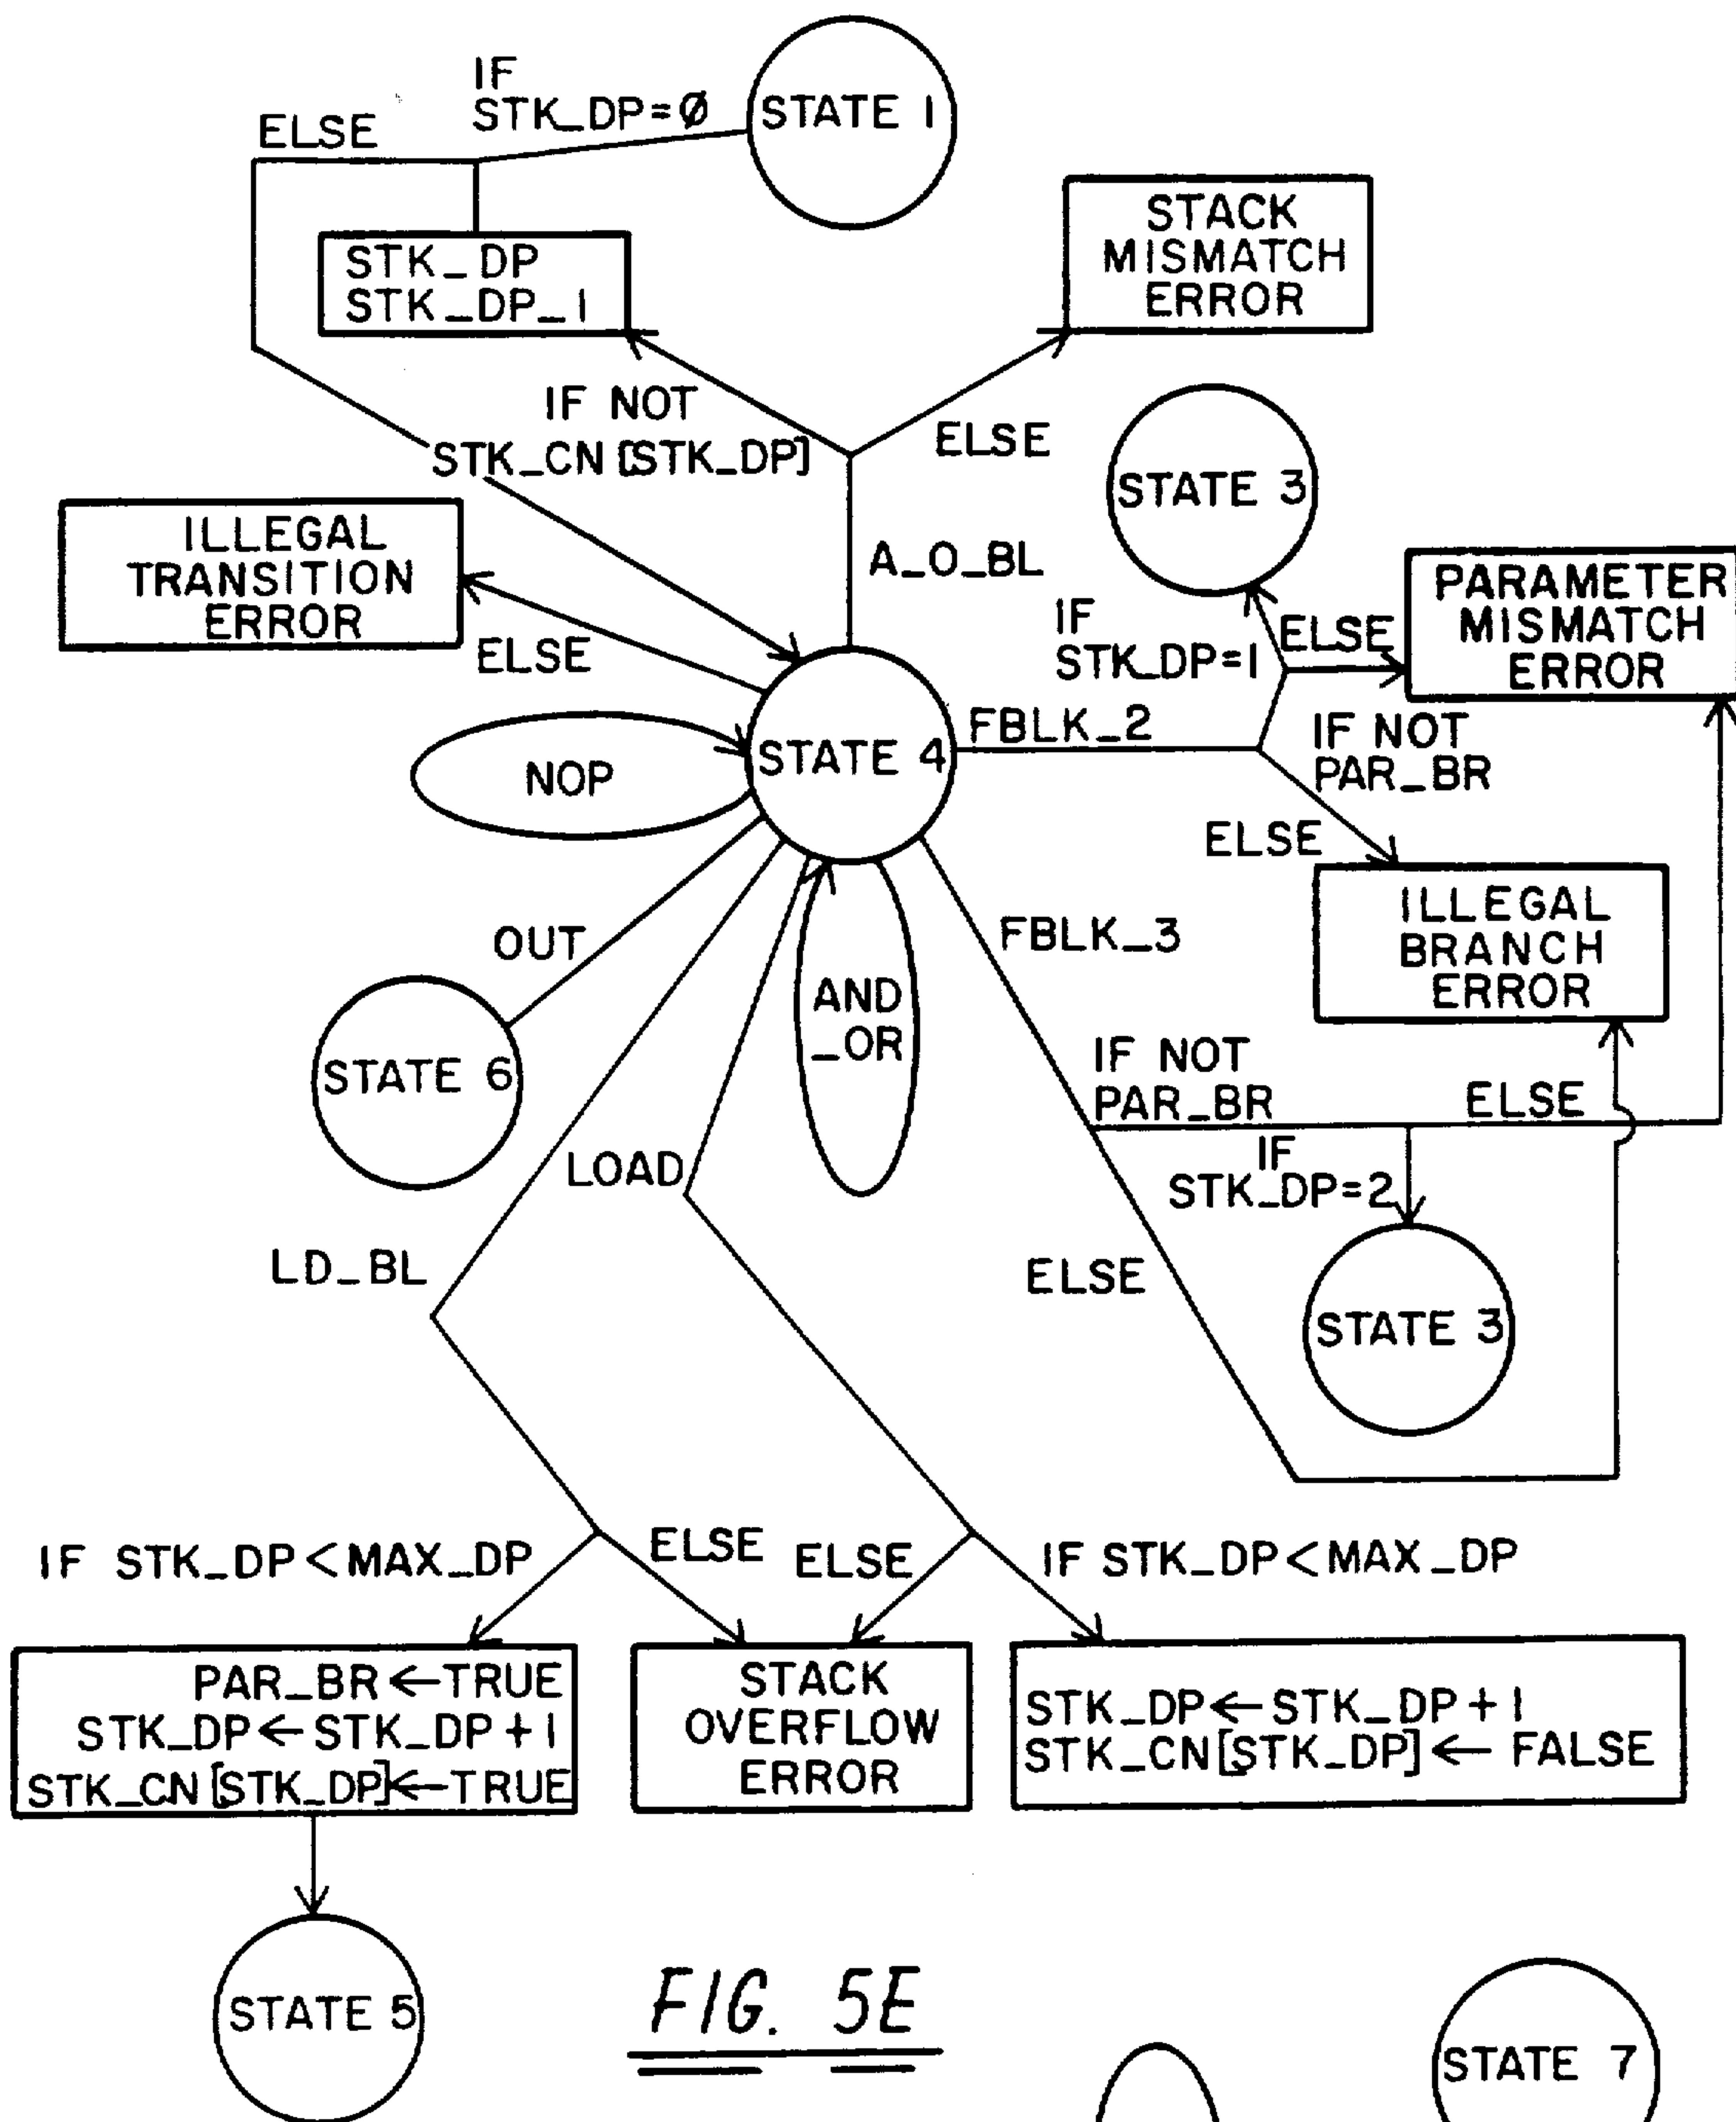 IF
STK_DP=Ø
STATE 1
ELSE
STK_DP
STK_DP_1
STACK
MISMATCH
ERROR
IF NOT
STK_CN[STK_DP]
ELSE
STATE 3
ILLEGAL
TRANSITION
ERROR
A_O_BL
PARAMETER
MISMATCH
ERROR
IF
STK_DP=1
ELSE
ELSE
FBLK_2
IF NOT
PAR_BR
STATE 4
NOP
ELSE
ILLEGAL
BRANCH
ERROR
OUT
FBLK_3
AND
_OR
STATE 6
IF NOT
PAR_BR
ELSE
LOAD
IF
STK_DP=2
LD_BL
ELSE
STATE 3
IF STK_DP<MAX_DP
ELSE
ELSE
IF STK_DP<MAX_DP
PAR_BR←TRUE
STK_DP←STK_DP+1
STK_CN[STK_DP]←TRUE
STACK
OVERFLOW
ERROR
STK_DP←STK_DP+1
STK_CN[STK_DP]← FALSE
STATE 5
FIG. 5E
STATE 7